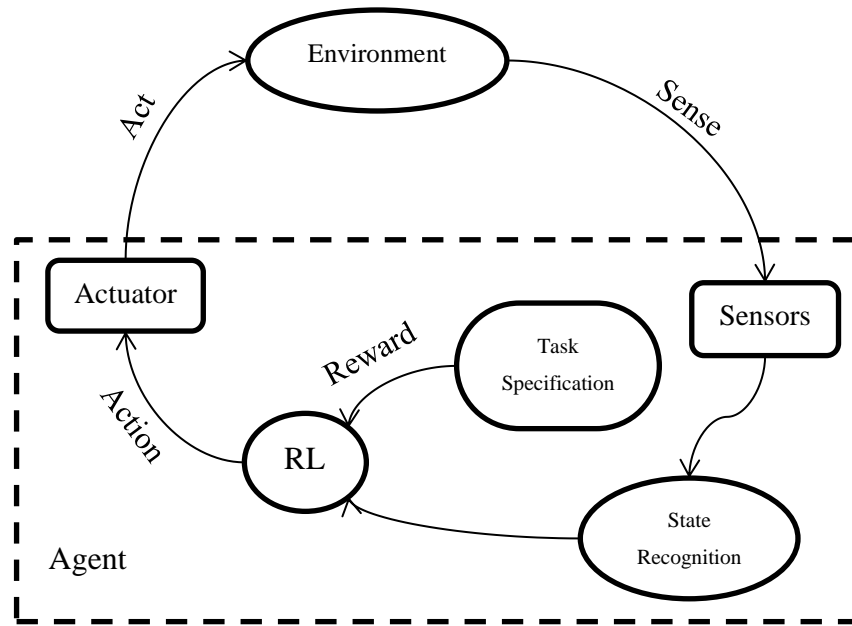 Environment
Act
Sense
Actuator
Sensors
Reward
Task
Specification
Action
RL
State
Recognition
Agent